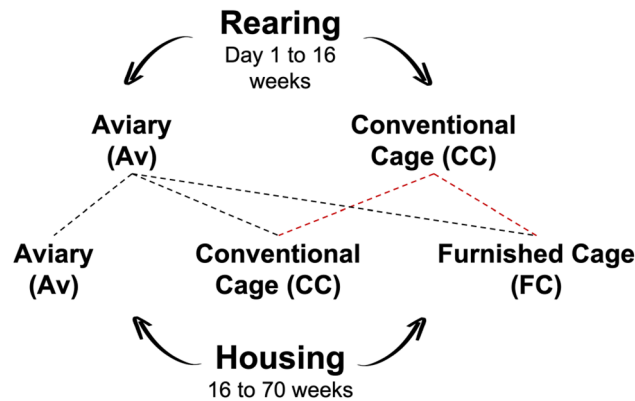 Rearing
Day 1 to 16
weeks
Aviary
(Av)
Conventional
Cage (CC)
Aviary
(Av)
Conventional
Cage (CC)
Furnished Cage
(FC)
Housing
16 to 70 weeks